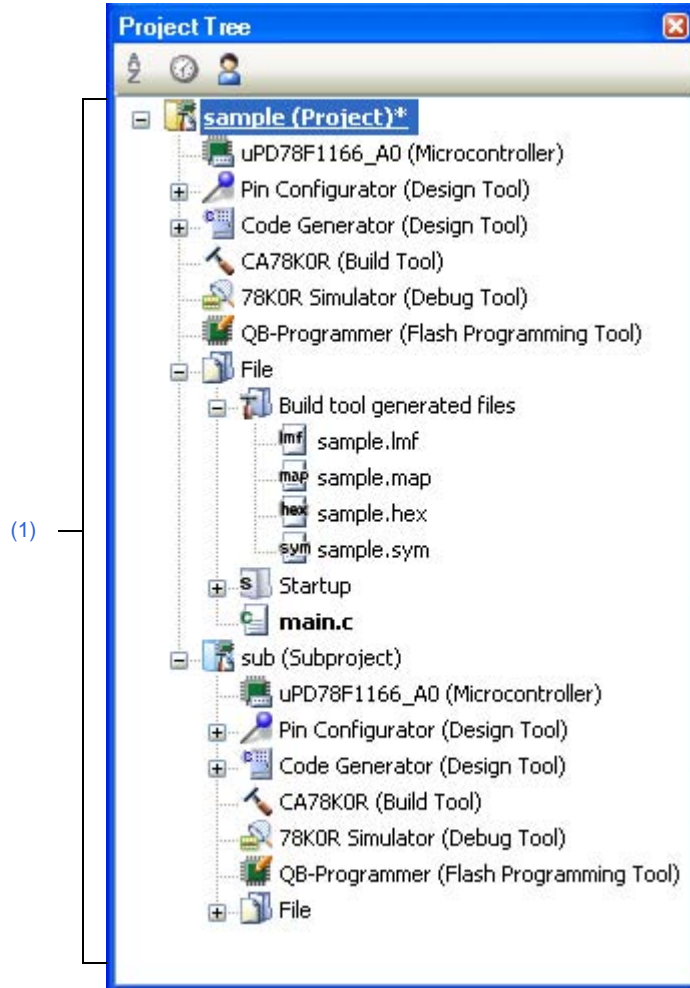 Project Tree
sample (Project)*
uPD78F1166_A0 (Microcontroller)
Pin Configurator (Design Tool)
Code Generator (Design Tool)
CA78K0R (Build Tool)
78K0R Simulator (Debug Tool)
QB-Programmer (Flash Programming Tool)
File
Build tool generated files
lmf sample.lmf
map sample.map
hex sample.hex
sym sample.sym
(1)
S Startup
C main.c
sub (Subproject)
uPD78F1166_A0 (Microcontroller)
Pin Configurator (Design Tool)
Code Generator (Design Tool)
CA78K0R (Build Tool)
78K0R Simulator (Debug Tool)
QB-Programmer (Flash Programming Tool)
File